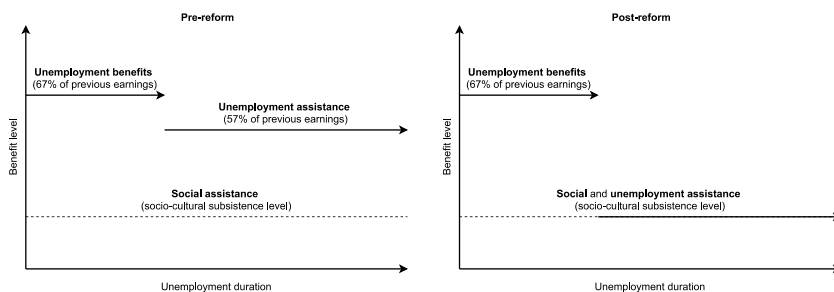 Pre-reform
Unemployment benefits
(67% of previous earnings)
Unemployment assistance
(57% of previous earnings)
Social assistance
(socio-cultural subsistence level)
Benefit level
Unemployment duration
Post-reform
Unemployment benefits
(67% of previous earnings)
Social and unemployment assistance
(socio-cultural subsistence level)
Benefit level
Unemployment duration